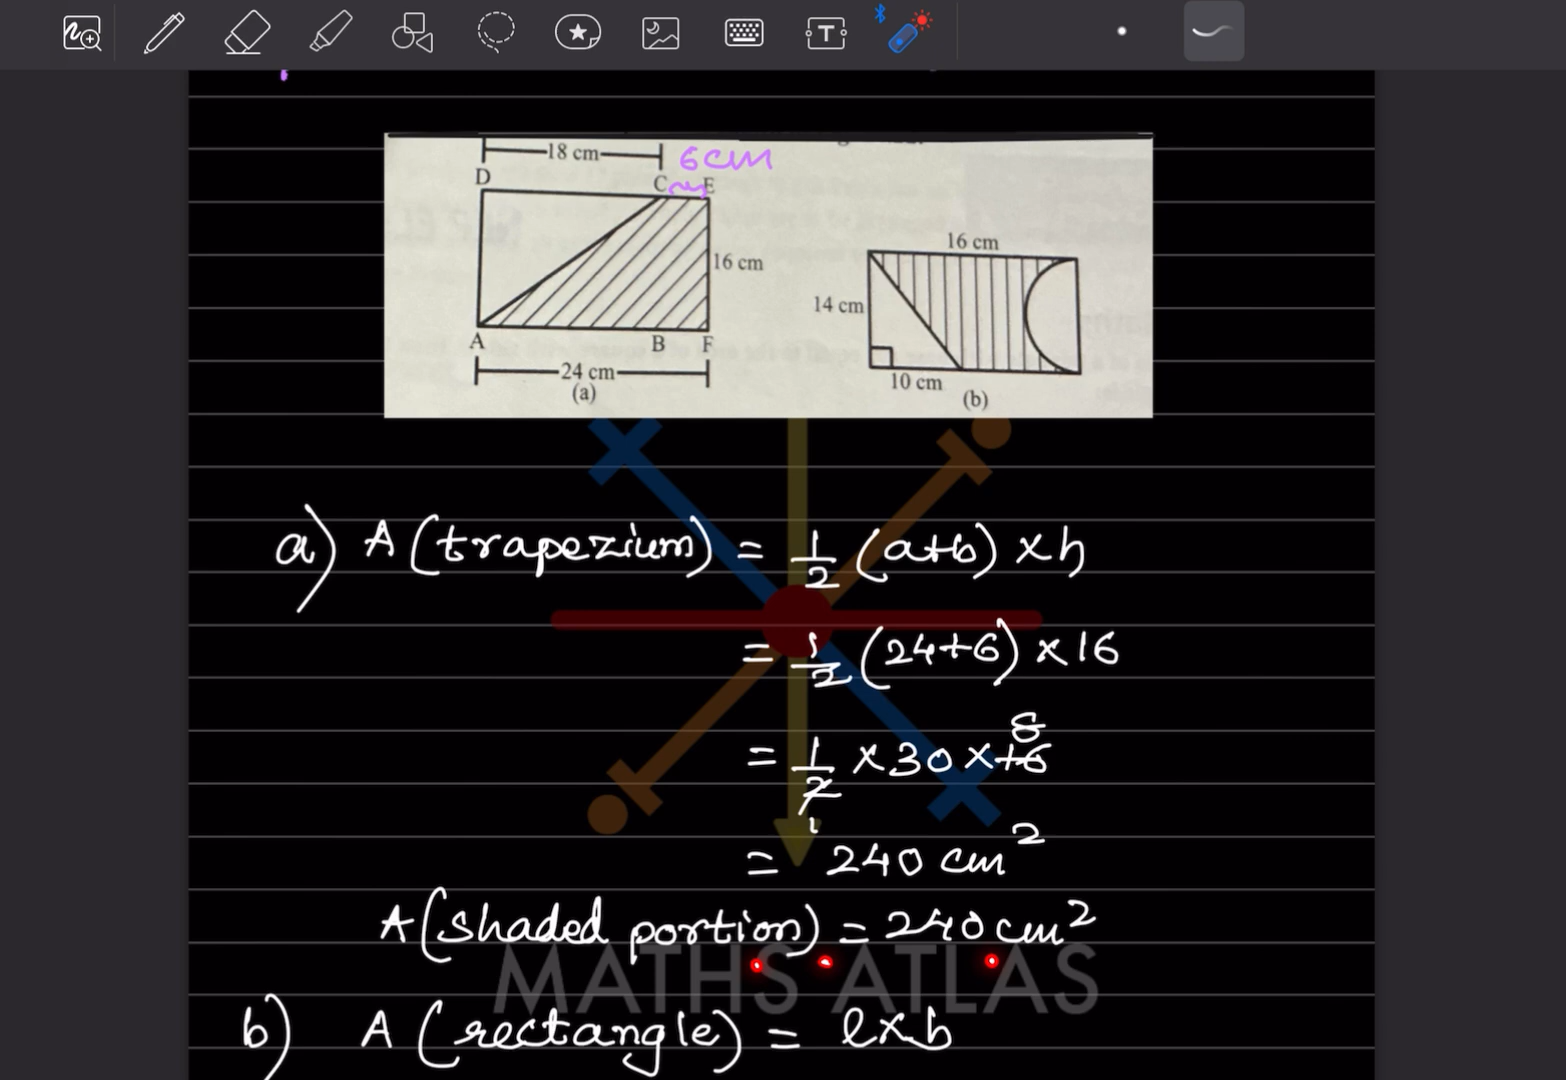 18 cm 6cm
D C E
16 cm
A B F
24 cm
(a)
16 cm
14 cm
10 cm
(b)
a) A (trapezium) = 1/2 (a+b) × h
= 1/2 (24+6) × 16
8
= 1/2 × 30 × 16
1
= 240 cm²
A (shaded portion) = 240 cm²
MATHS ATLAS
b) A (rectangle) = l×b